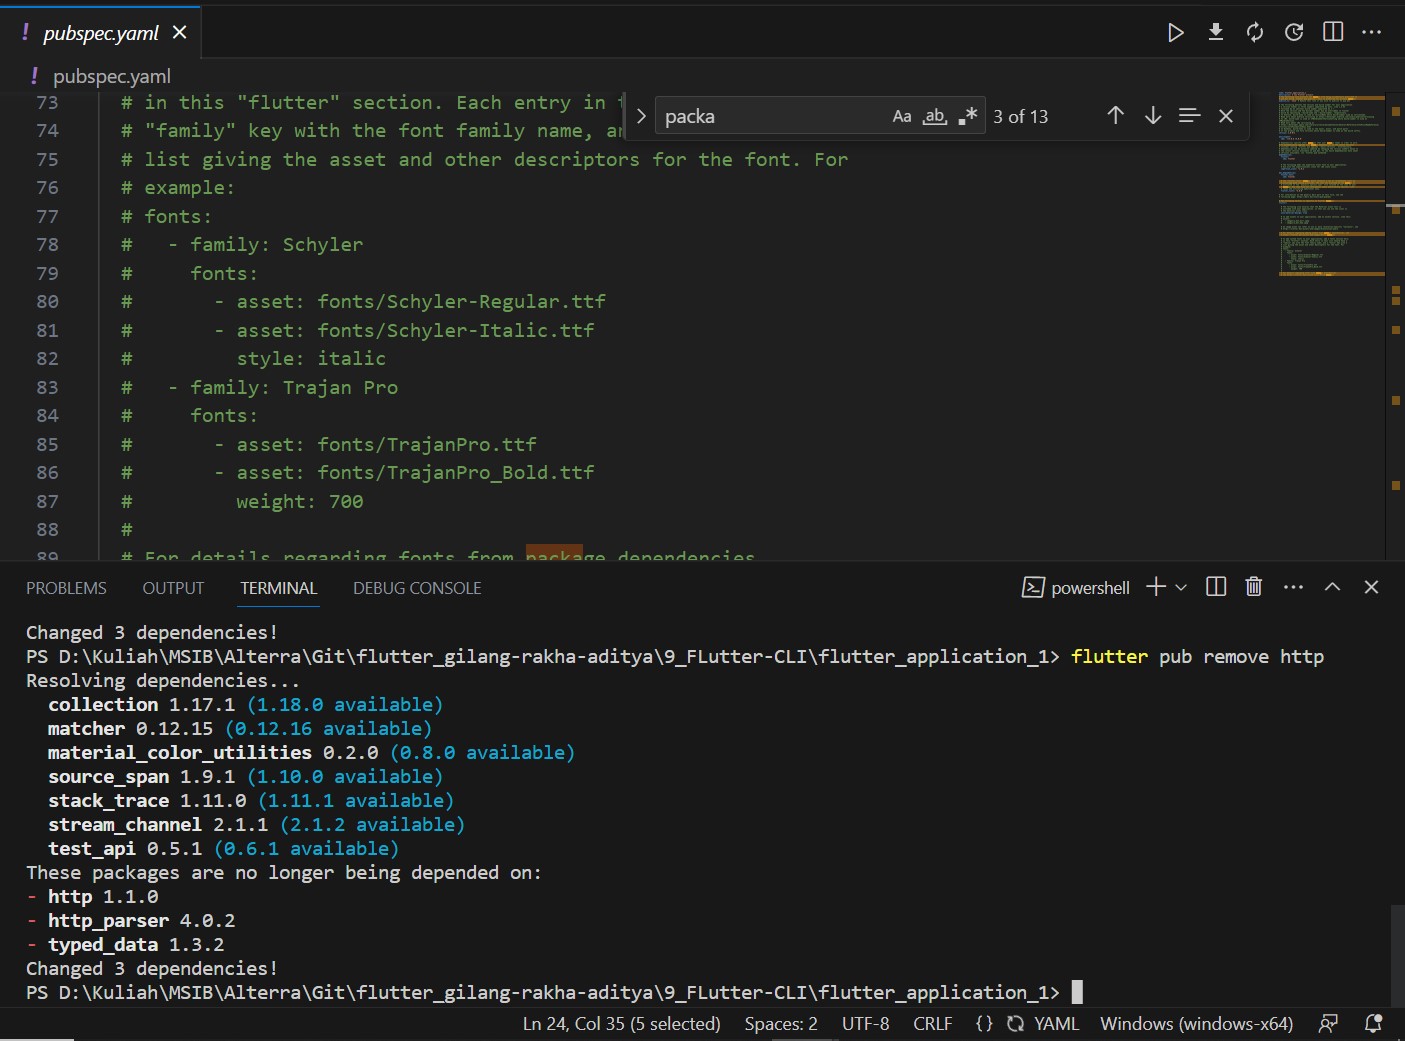 ! pubspec.yaml
! pubspec.yaml
packa Aa ab 3 of 13
73 # in this "flutter" section. Each entry in
74 # "family" key with the font family name,
75 # list giving the asset and other descriptors for the font. For
76 # example:
77 # fonts:
78 #   - family: Schyler
79 #     fonts:
80 #       - asset: fonts/Schyler-Regular.ttf
81 #       - asset: fonts/Schyler-Italic.ttf
82 #         style: italic
83 #   - family: Trajan Pro
84 #     fonts:
85 #       - asset: fonts/TrajanPro.ttf
86 #       - asset: fonts/TrajanPro_Bold.ttf
87 #         weight: 700
88 #
89 # For details regarding fonts from package dependencies
PROBLEMS OUTPUT TERMINAL DEBUG CONSOLE powershell
Changed 3 dependencies!
PS D:\Kuliah\MSIB\Alterra\Git\flutter_gilang-rakha-aditya\9_FLutter-CLI\flutter_application_1> flutter pub remove http
Resolving dependencies...
  collection 1.17.1 (1.18.0 available)
  matcher 0.12.15 (0.12.16 available)
  material_color_utilities 0.2.0 (0.8.0 available)
  source_span 1.9.1 (1.10.0 available)
  stack_trace 1.11.0 (1.11.1 available)
  stream_channel 2.1.1 (2.1.2 available)
  test_api 0.5.1 (0.6.1 available)
These packages are no longer being depended on:
- http 1.1.0
- http_parser 4.0.2
- typed_data 1.3.2
Changed 3 dependencies!
PS D:\Kuliah\MSIB\Alterra\Git\flutter_gilang-rakha-aditya\9_FLutter-CLI\flutter_application_1>
Ln 24, Col 35 (5 selected) Spaces: 2 UTF-8 CRLF {} YAML Windows (windows-x64)